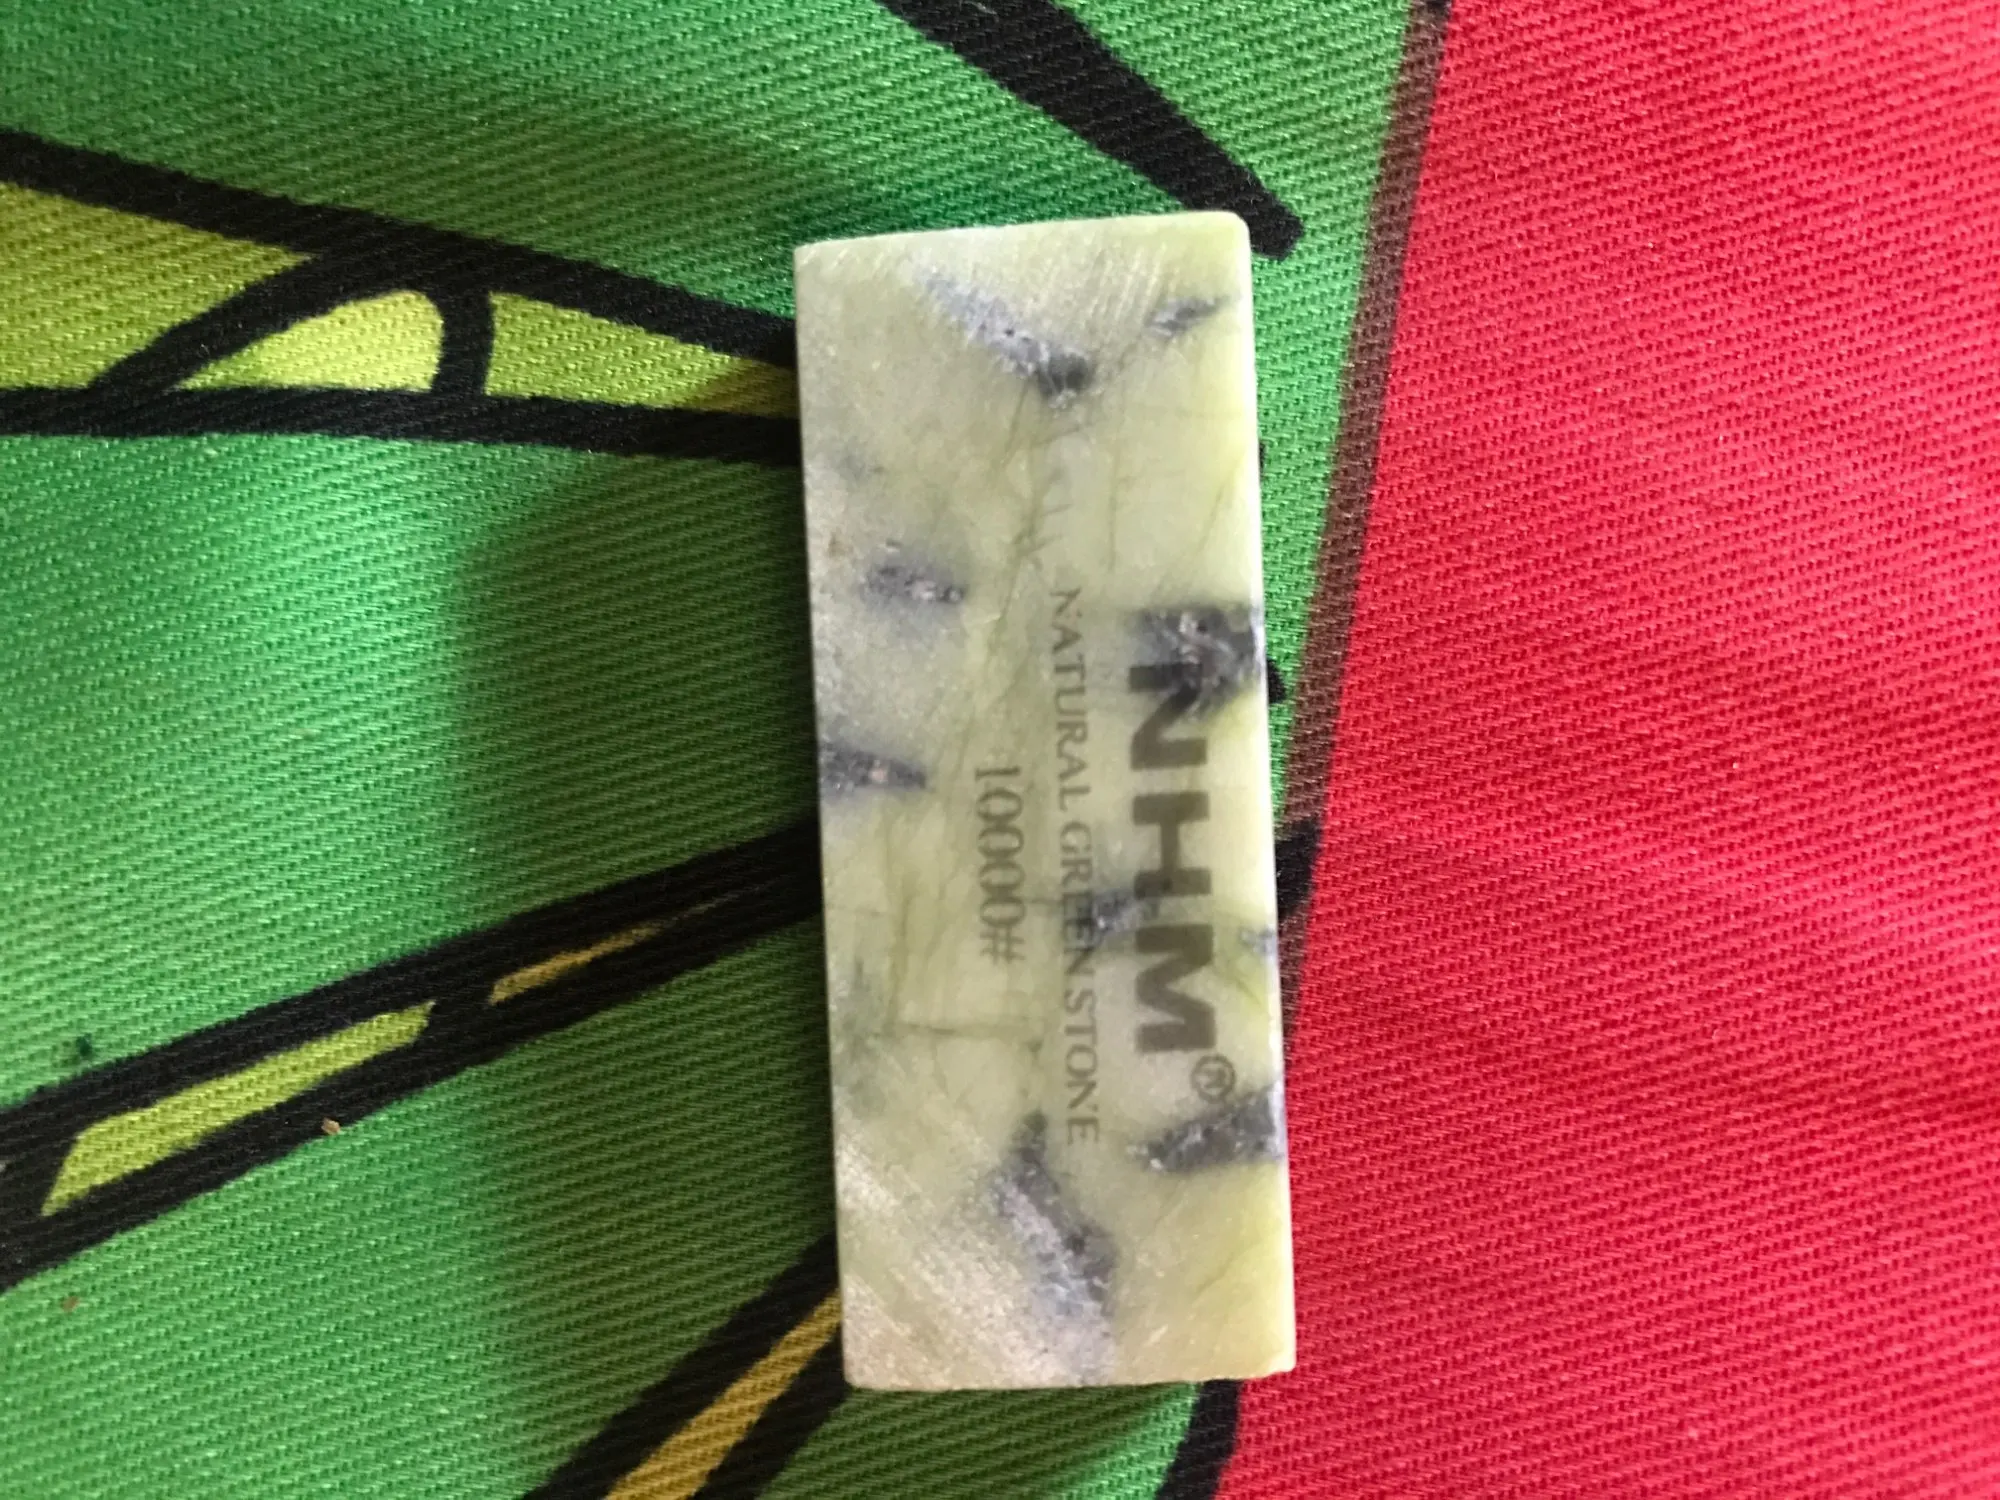 NHM®
NATURAL GREEN STONE
10000#